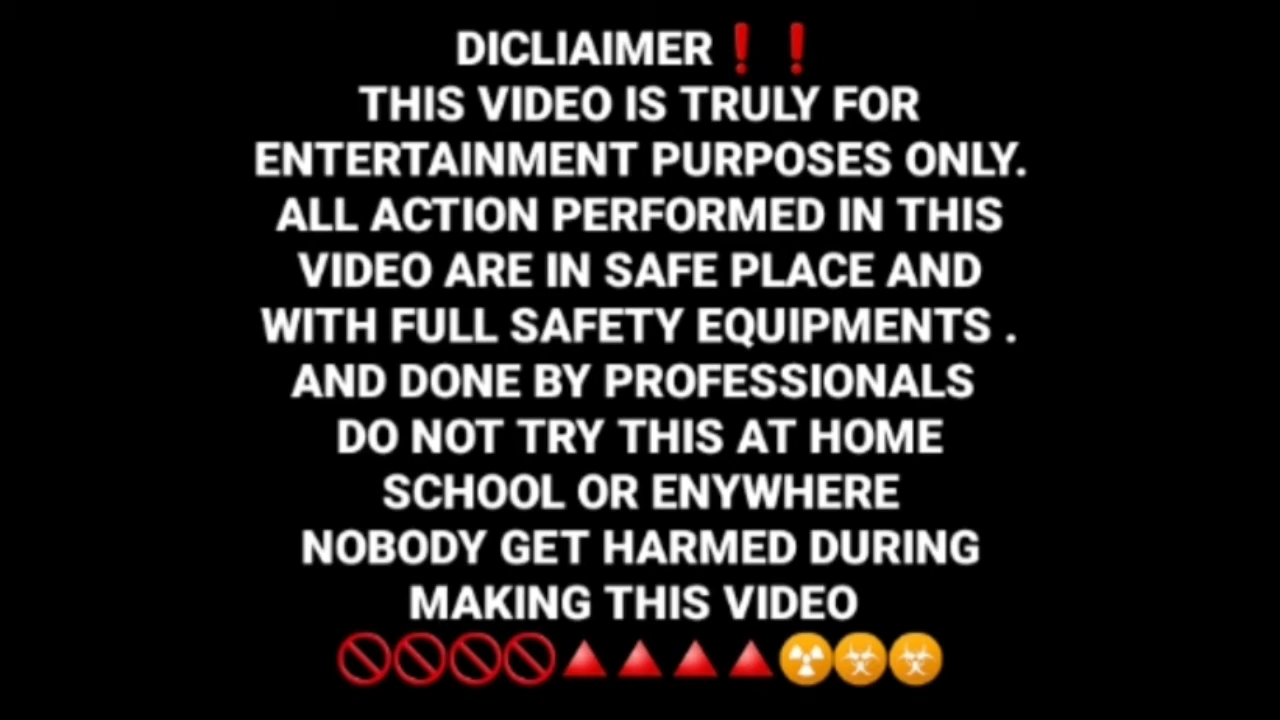 DICLIAIMER❗❗
THIS VIDEO IS TRULY FOR
ENTERTAINMENT PURPOSES ONLY.
ALL ACTION PERFORMED IN THIS
VIDEO ARE IN SAFE PLACE AND
WITH FULL SAFETY EQUIPMENTS .
AND DONE BY PROFESSIONALS
DO NOT TRY THIS AT HOME
SCHOOL OR ENYWHERE
NOBODY GET HARMED DURING
MAKING THIS VIDEO
🚫🚫🚫🚫🔺🔺🔺🔺☢️☣️☣️